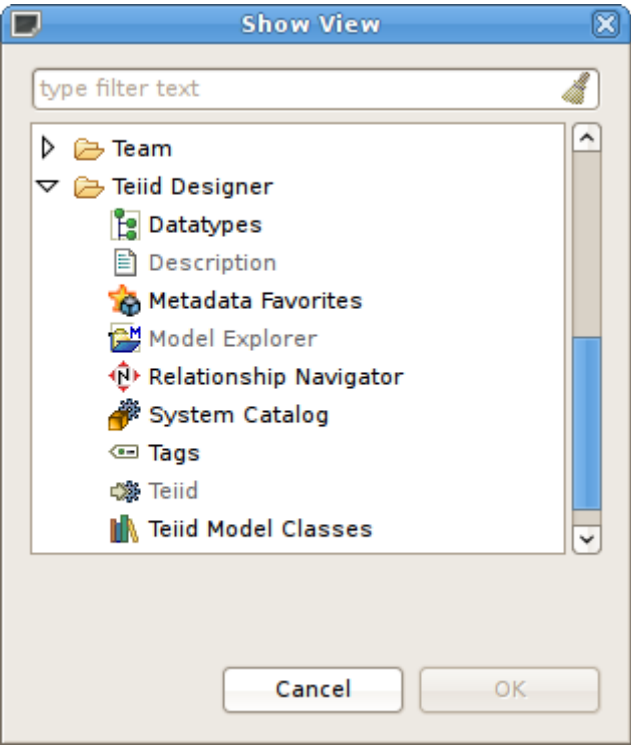 Show View
type filter text
Team
Teiid Designer
Datatypes
Description
Metadata Favorites
Model Explorer
Relationship Navigator
System Catalog
Tags
Teiid
Teiid Model Classes
Cancel OK